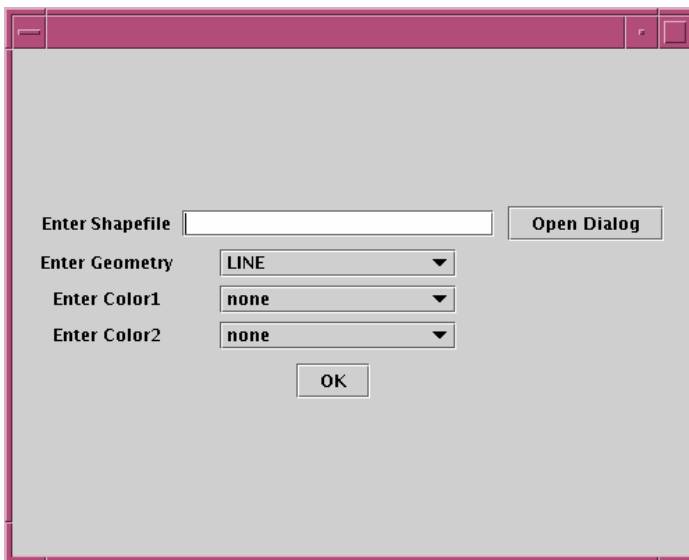 Enter Shapefile Open Dialog
Enter Geometry LINE
Enter Color1 none
Enter Color2 none
OK